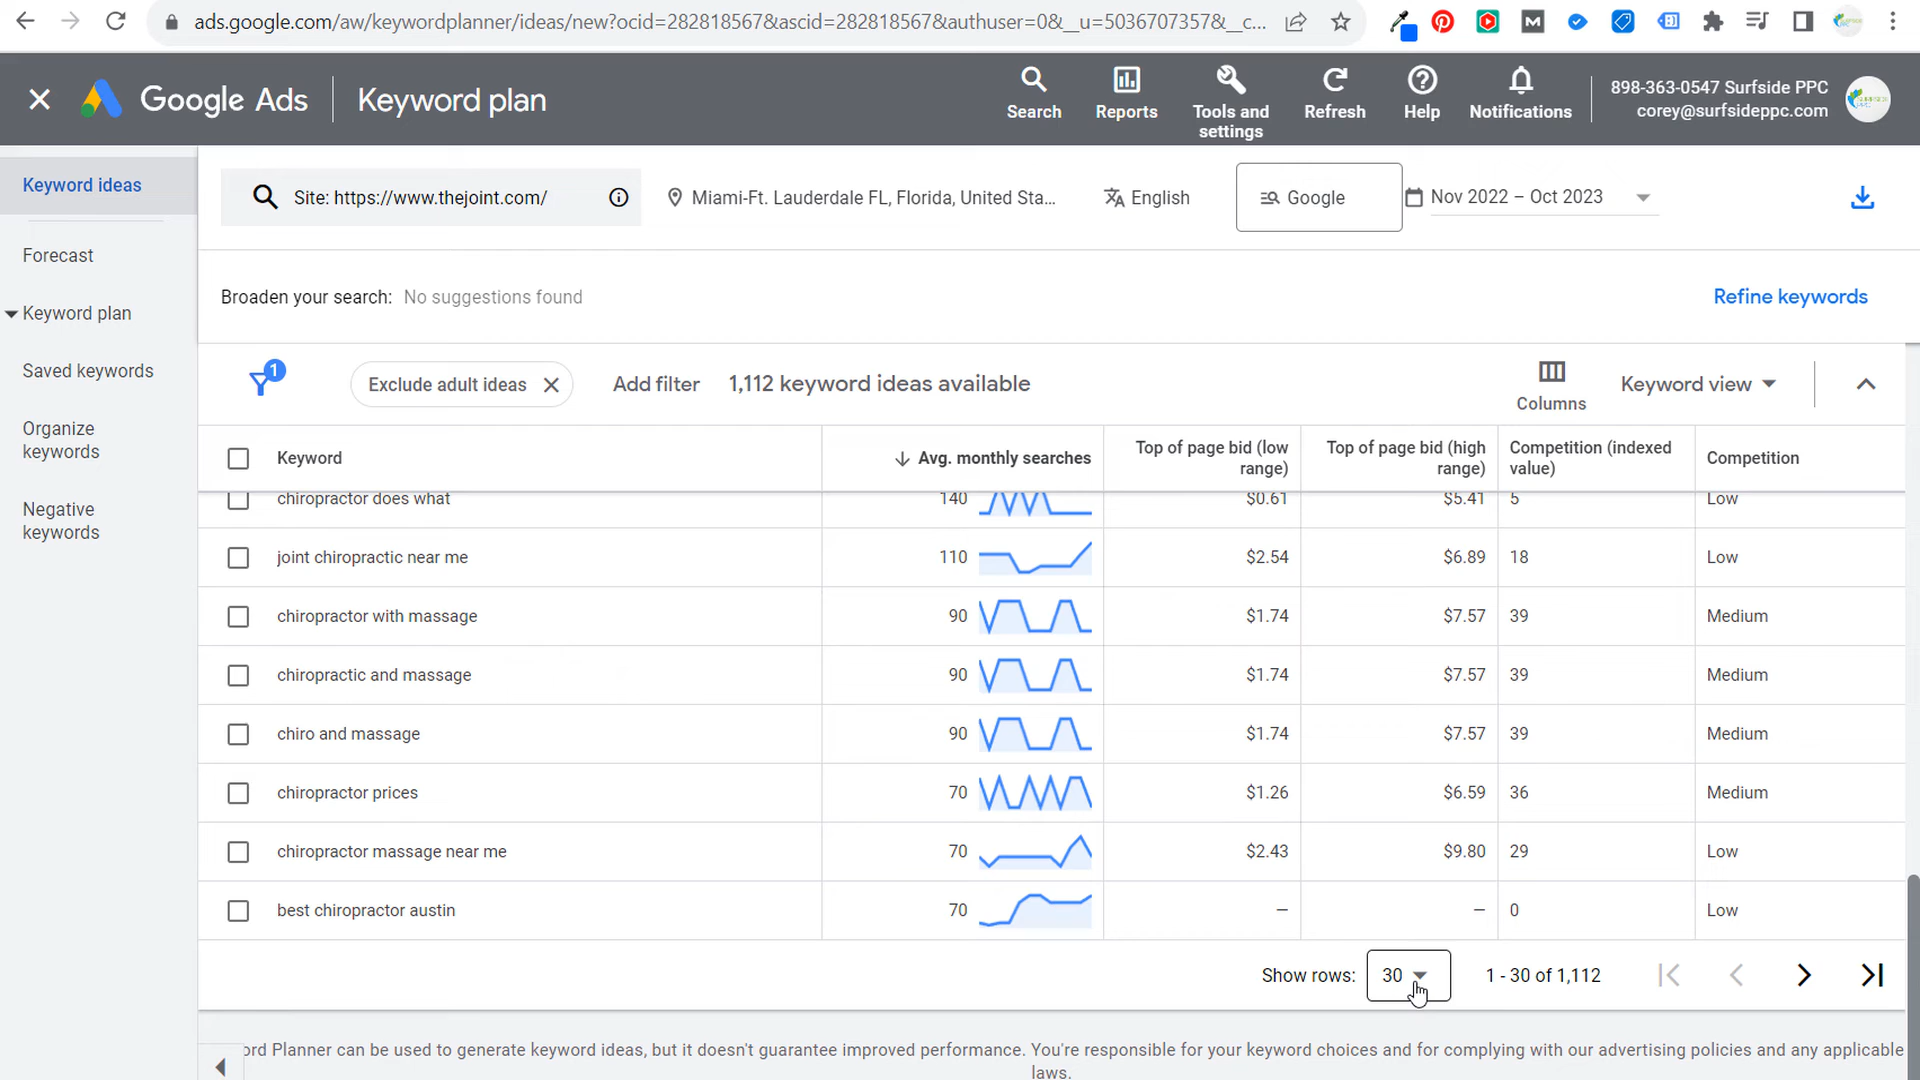 ads.google.com/aw/keywordplanner/ideas/new?ocid=282818567&ascid=282818567&authuser=0&__u=5036707357&__c...
Google Ads
Keyword plan
Search
Reports
Tools and
settings
Refresh
Help
Notifications
898-363-0547 Surfside PPC
corey@surfsideppc.com
Keyword ideas
Forecast
Keyword plan
Saved keywords
Organize
keywords
Negative
keywords
Site: https://www.thejoint.com/
Miami-Ft. Lauderdale FL, Florida, United Sta...
English
Google
Nov 2022 – Oct 2023
Broaden your search: No suggestions found
Refine keywords
1
Exclude adult ideas
Add filter
1,112 keyword ideas available
Columns
Keyword view
Keyword
Avg. monthly searches
Top of page bid (low
range)
Top of page bid (high
range)
Competition (indexed
value)
Competition
chiropractor does what 140 $0.61 $5.41 5 Low
joint chiropractic near me 110 $2.54 $6.89 18 Low
chiropractor with massage 90 $1.74 $7.57 39 Medium
chiropractic and massage 90 $1.74 $7.57 39 Medium
chiro and massage 90 $1.74 $7.57 39 Medium
chiropractor prices 70 $1.26 $6.59 36 Medium
chiropractor massage near me 70 $2.43 $9.80 29 Low
best chiropractor austin 70 – – 0 Low
Show rows: 30 1 - 30 of 1,112
ord Planner can be used to generate keyword ideas, but it doesn't guarantee improved performance. You're responsible for your keyword choices and for complying with our advertising policies and any applicable
laws.